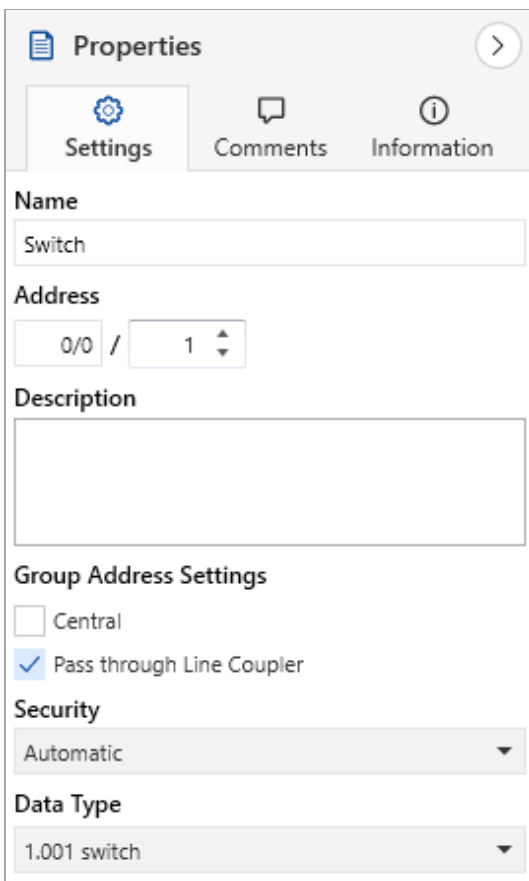 Properties
Settings Comments Information
Name
Switch
Address
0/0 / 1
Description
Group Address Settings
Central
Pass through Line Coupler
Security
Automatic
Data Type
1.001 switch